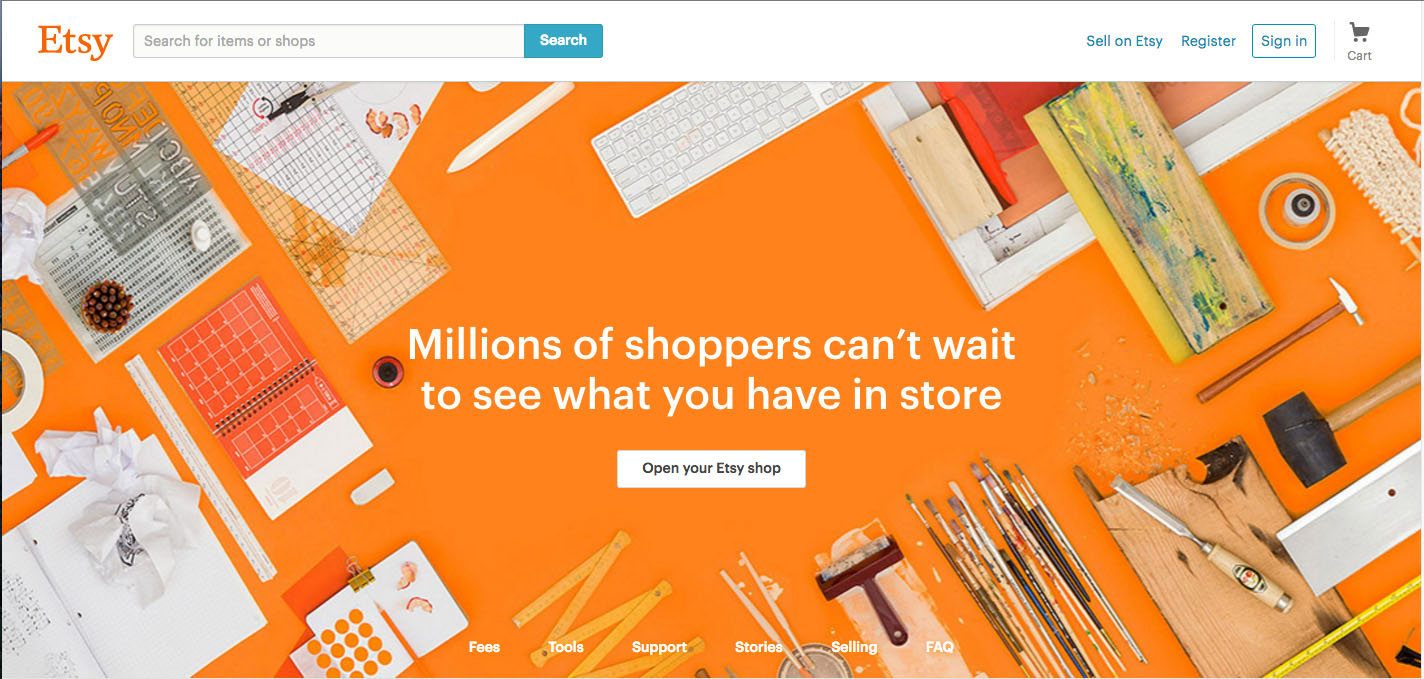 Etsy
Search for items or shops
Search
Sell on Etsy
Register
Sign in
Cart
Millions of shoppers can’t wait
to see what you have in store
Open your Etsy shop
Fees
Tools
Support
Stories
Selling
FAQ